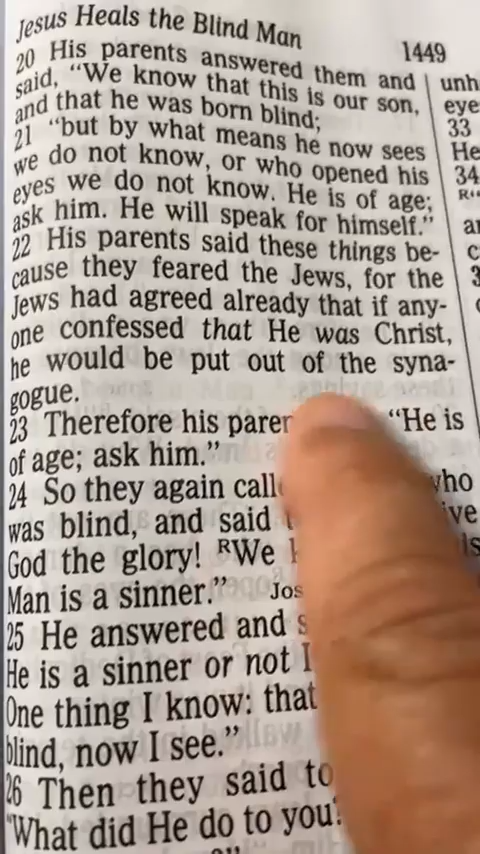 Jesus Heals the Blind Man
1449
20 His parents answered them and
said, "We know that this is our son,
and that he was born blind;
21 "but by what means he now sees
we do not know, or who opened his
eyes we do not know. He is of age;
ask him. He will speak for himself."
22 His parents said these things be-
cause they feared the Jews, for the
Jews had agreed already that if any-
one confessed that He was Christ,
he would be put out of the syna-
gogue.
23 Therefore his "He is
of age; ask him."
24 So they again who
was blind, and said
God the glory! RWe
Man is a sinner."
25 He answered and
He is a sinner or not I
One thing I know: that
blind, now I see."
26 Then they said to
"What did He do to you?
unh
eye
33
He
34
R"